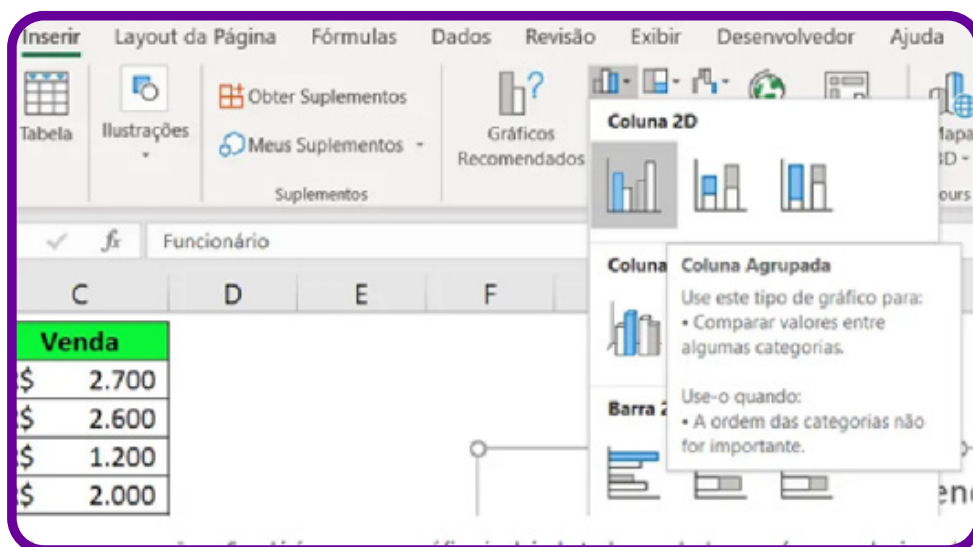 Inserir Layout da Página Fórmulas Dados Revisão Exibir Desenvolvedor Ajuda
Tabela
Ilustrações
Obter Suplementos
Meus Suplementos
Suplementos
Gráficos
Recomendados
Coluna 2D
fx Funcionário
Coluna
Coluna Agrupada
Use este tipo de gráfico para:
• Comparar valores entre
algumas categorias.
Use-o quando:
• A ordem das categorias não
for importante.
Barra 2
C D E F
Venda
$ 2.700
$ 2.600
$ 1.200
$ 2.000